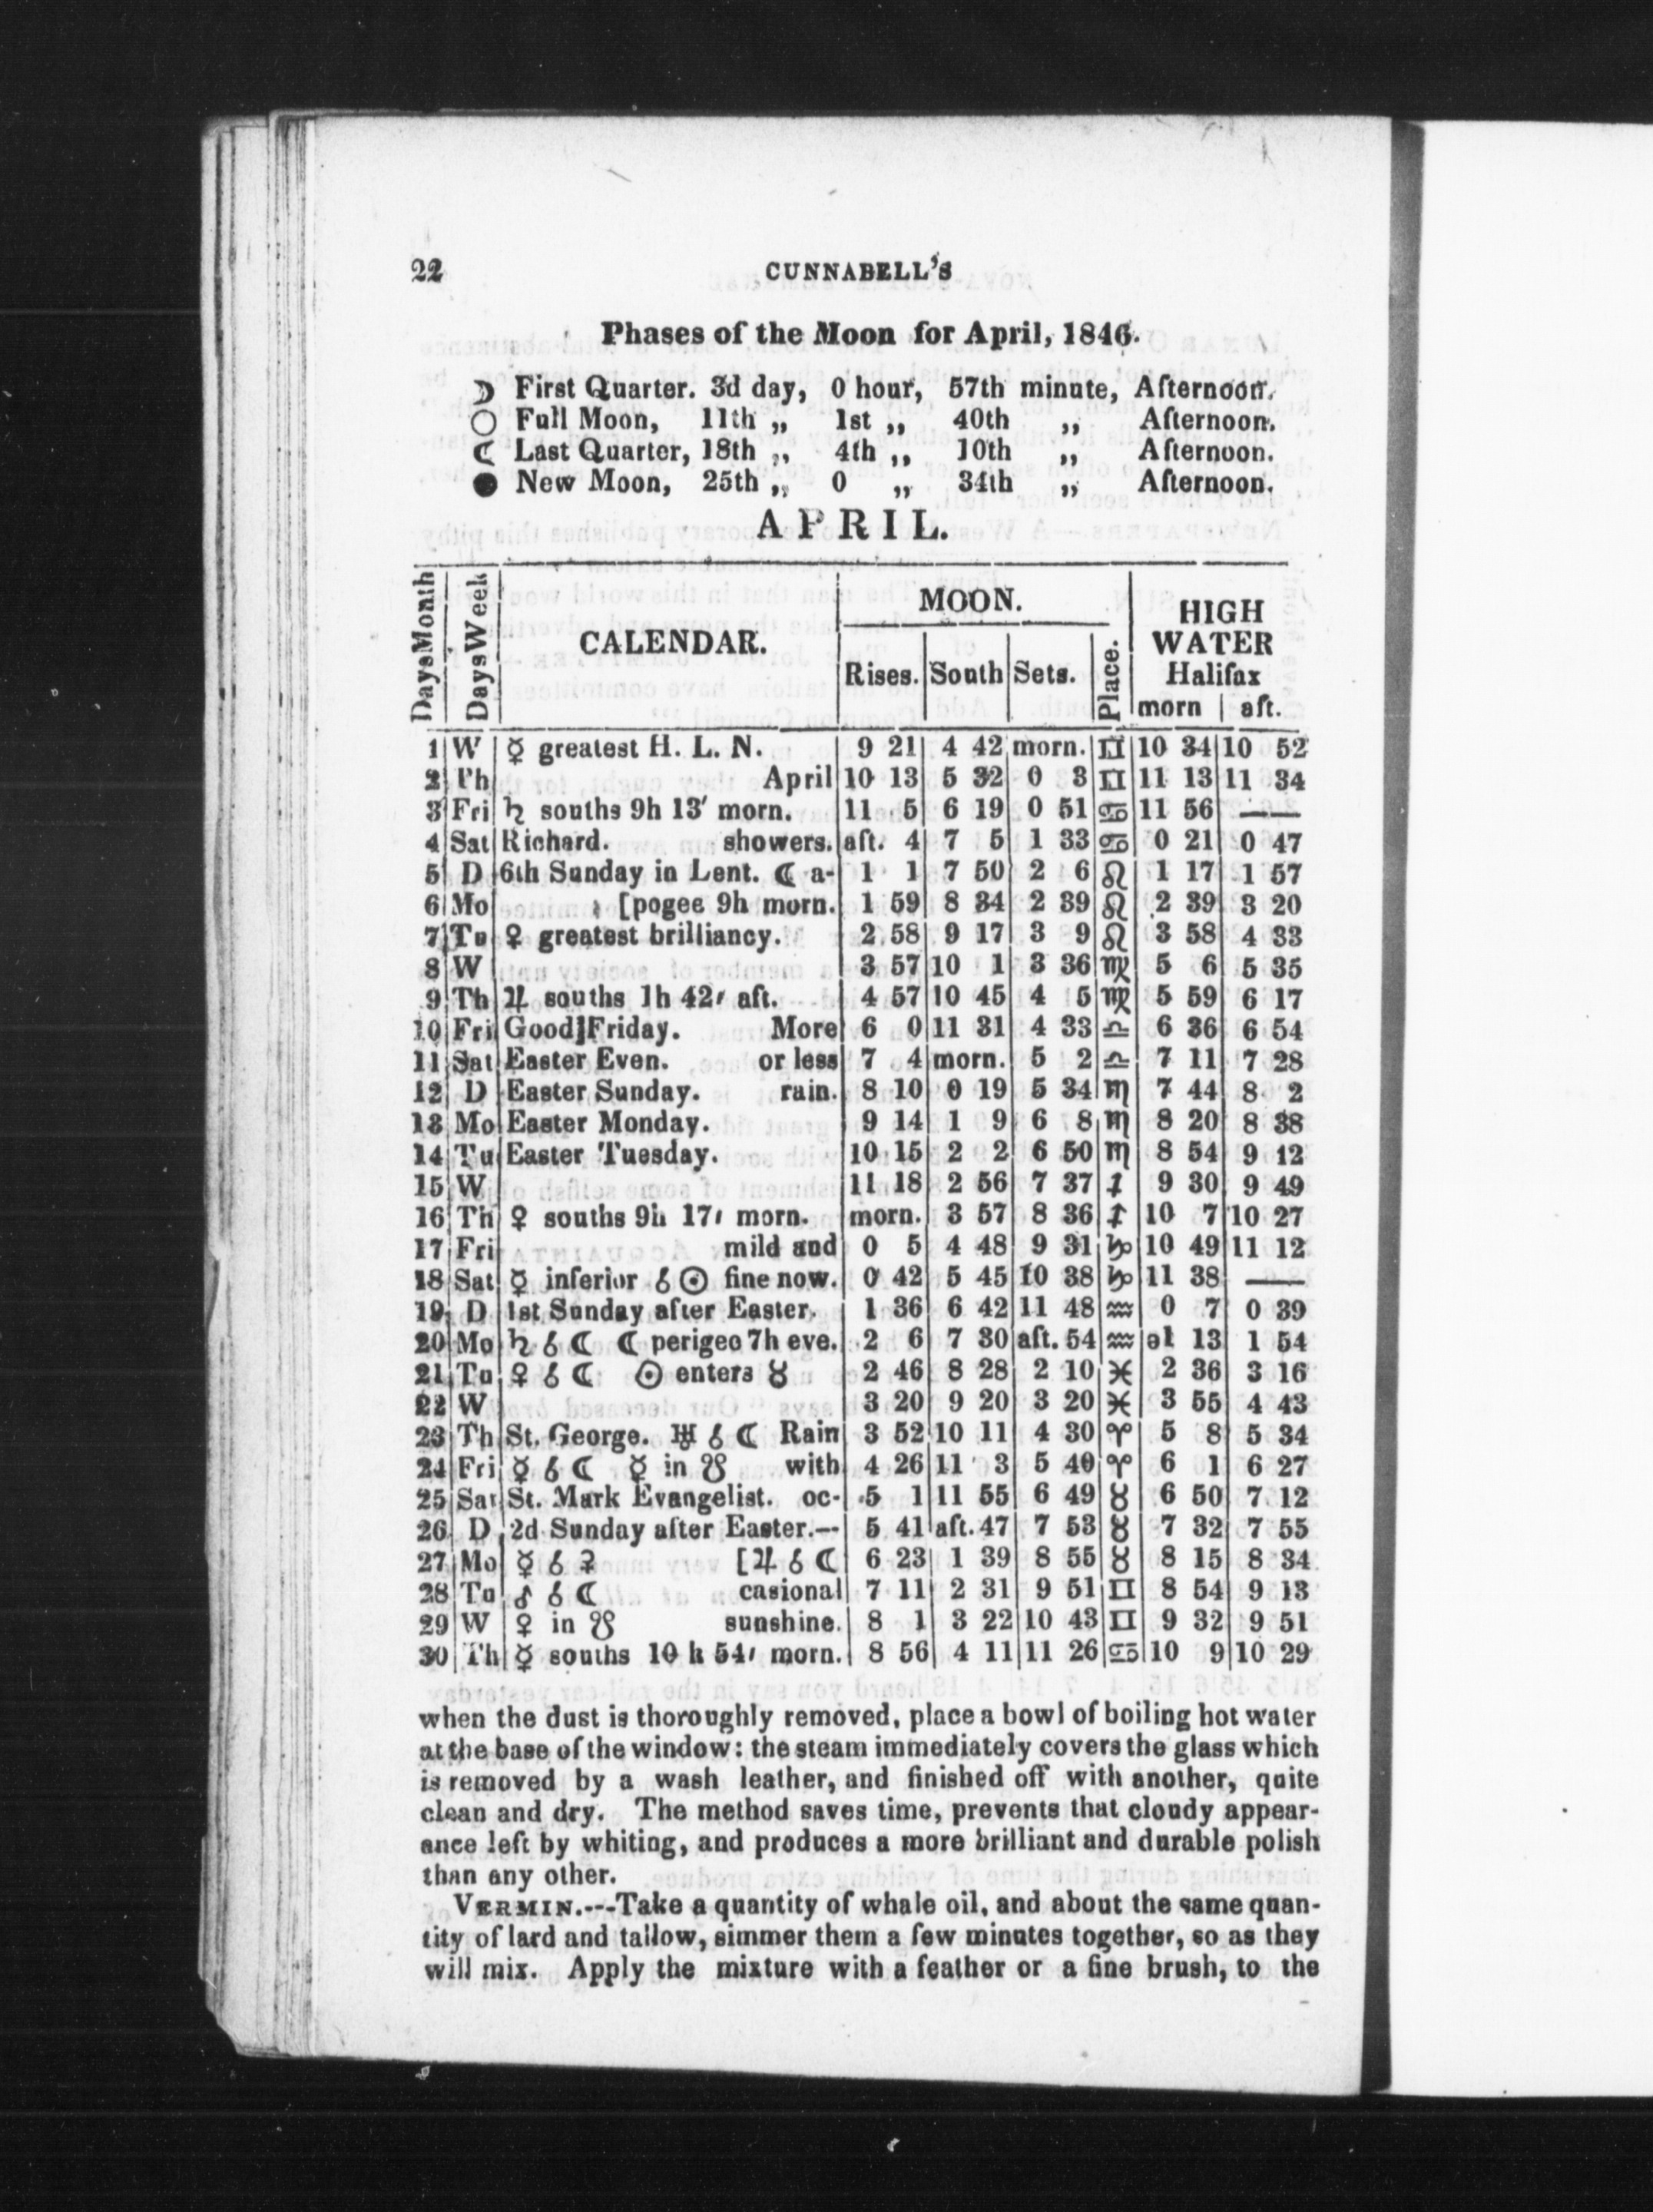 22 CUNNABELL'S
Phases of the Moon for April, 1846.
☽ First Quarter. 3d day, 0 hour, 57th minute, Afternoon.
○ Full Moon, 11th „ 1st „ 40th „ Afternoon.
☾ Last Quarter, 18th „ 4th „ 10th „ Afternoon.
● New Moon, 25th „ 0 „ 34th „ Afternoon.
APRIL.
DaysMonth DaysWeek CALENDAR. MOON. HIGH WATER Halifax
Rises. South Sets. Place. morn aft.
1 W ☿ greatest H. L. N. 9 21 4 42 morn. ♊ 10 34 10 52
2 Th April 10 13 5 32 0 3 ♊ 11 13 11 34
3 Fri ♄ souths 9h 13′ morn. 11 5 6 19 0 51 ♋ 11 56 ——
4 Sat Richard. showers. aft. 4 7 5 1 33 ♋ 0 21 0 47
5 D 6th Sunday in Lent. ☾ a- 1 1 7 50 2 6 ♌ 1 17 1 57
6 Mo [pogee 9h morn. 1 59 8 34 2 39 ♌ 2 39 3 20
7 Tu ♀ greatest brilliancy. 2 58 9 17 3 9 ♌ 3 58 4 33
8 W 3 57 10 1 3 36 ♍ 5 6 5 35
9 Th ♃ souths 1h 42′ aft. 4 57 10 45 4 5 ♍ 5 59 6 17
10 Fri Good]Friday. More 6 0 11 31 4 33 ♎ 6 36 6 54
11 Sat Easter Even. or less 7 4 morn. 5 2 ♎ 7 11 7 28
12 D Easter Sunday. rain. 8 10 0 19 5 34 ♏ 7 44 8 2
13 Mo Easter Monday. 9 14 1 9 6 8 ♏ 8 20 8 38
14 Tu Easter Tuesday. 10 15 2 2 6 50 ♏ 8 54 9 12
15 W 11 18 2 56 7 37 ♐ 9 30 9 49
16 Th ♀ souths 9h 17′ morn. morn. 3 57 8 36 ♐ 10 7 10 27
17 Fri mild and 0 5 4 48 9 31 ♑ 10 49 11 12
18 Sat ☿ inferior ☌ ☉ fine now. 0 42 5 45 10 38 ♑ 11 38 ——
19 D 1st Sunday after Easter. 1 36 6 42 11 48 ♒ 0 7 0 39
20 Mo ♄ ☌ ☾ ☾ perigee 7h eve. 2 6 7 30 aft. 54 ♒ 1 13 1 54
21 Tu ♀ ☌ ☾ ☉ enters ♉ 2 46 8 28 2 10 ♓ 2 36 3 16
22 W 3 20 9 20 3 20 ♓ 3 55 4 43
23 Th St. George. ♅ ☌ ☾ Rain 3 52 10 11 4 30 ♈ 5 8 5 34
24 Fri ☿ ☌ ☾ ☿ in ☋ with 4 26 11 3 5 40 ♈ 6 1 6 27
25 Sat St. Mark Evangelist. oc- 5 1 11 55 6 49 ♉ 6 50 7 12
26 D 2d Sunday after Easter.-- 5 41 aft. 47 7 53 ♉ 7 32 7 55
27 Mo ☿ ☌ ⚳ [♃ ☌ ☾ 6 23 1 39 8 55 ♉ 8 15 8 34
28 Tu ♂ ☌ ☾ casional 7 11 2 31 9 51 ♊ 8 54 9 13
29 W ♀ in ☋ sunshine. 8 1 3 22 10 43 ♊ 9 32 9 51
30 Th ☿ souths 10 h 54′ morn. 8 56 4 11 11 26 ♋ 10 9 10 29
when the dust is thoroughly removed, place a bowl of boiling hot water
at the base of the window: the steam immediately covers the glass which
is removed by a wash leather, and finished off with another, quite
clean and dry. The method saves time, prevents that cloudy appear-
ance left by whiting, and produces a more brilliant and durable polish
than any other.
VERMIN.---Take a quantity of whale oil, and about the same quan-
tity of lard and tallow, simmer them a few minutes together, so as they
will mix. Apply the mixture with a feather or a fine brush, to the